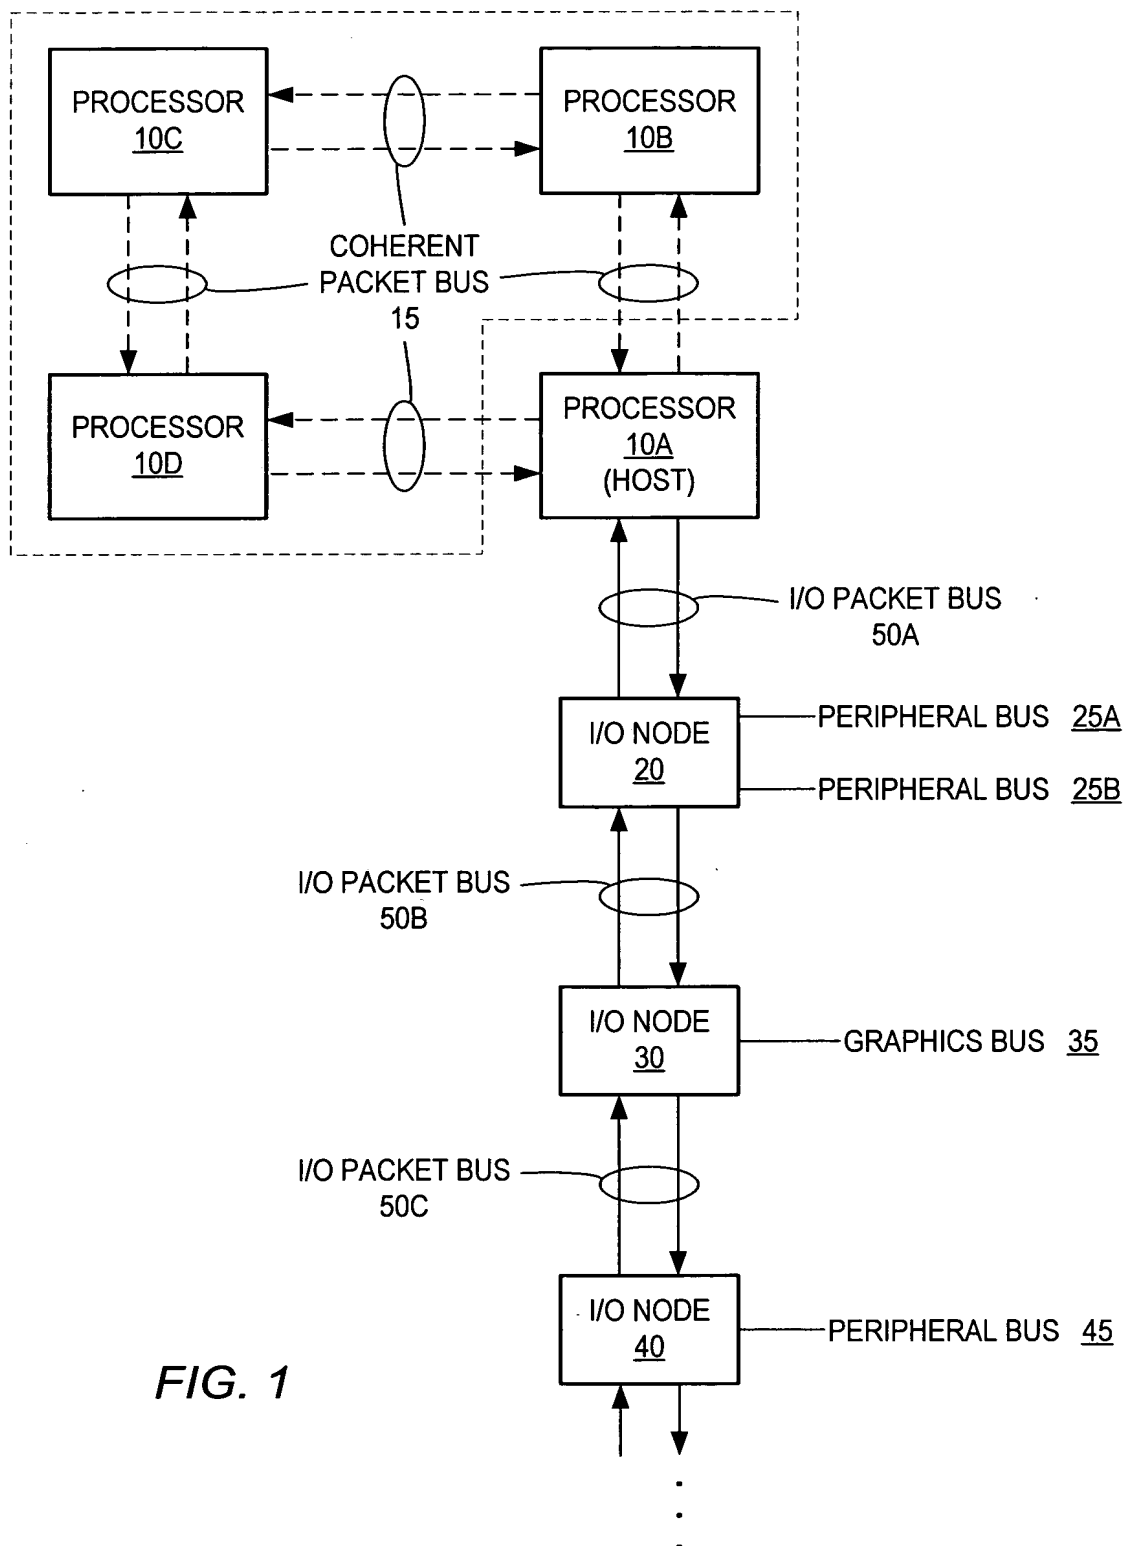 PROCESSOR
10C
PROCESSOR
10B
COHERENT
PACKET BUS
15
PROCESSOR
10D
PROCESSOR
10A
(HOST)
I/O PACKET BUS
50A
I/O NODE
20
PERIPHERAL BUS 25A
PERIPHERAL BUS 25B
I/O PACKET BUS
50B
I/O NODE
30
GRAPHICS BUS 35
I/O PACKET BUS
50C
I/O NODE
40
PERIPHERAL BUS 45
FIG. 1